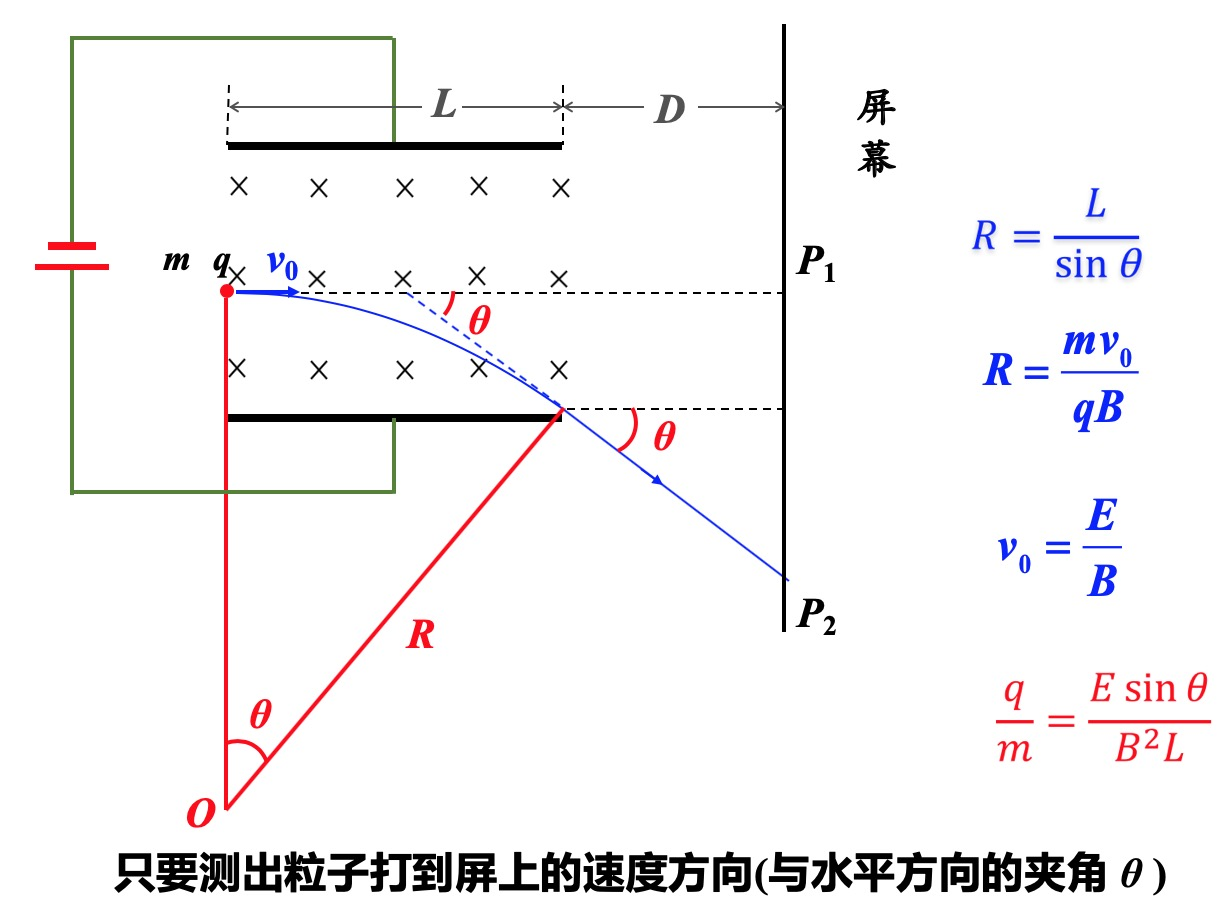 L
D
屏幕
× × × × ×
m q v₀
× × × × ×
P₁
θ
× × × × ×
θ
R
P₂
θ
O
R = L / sin θ
R = mv₀ / qB
v₀ = E / B
q / m = E sin θ / B²L
只要测出粒子打到屏上的速度方向(与水平方向的夹角 θ )